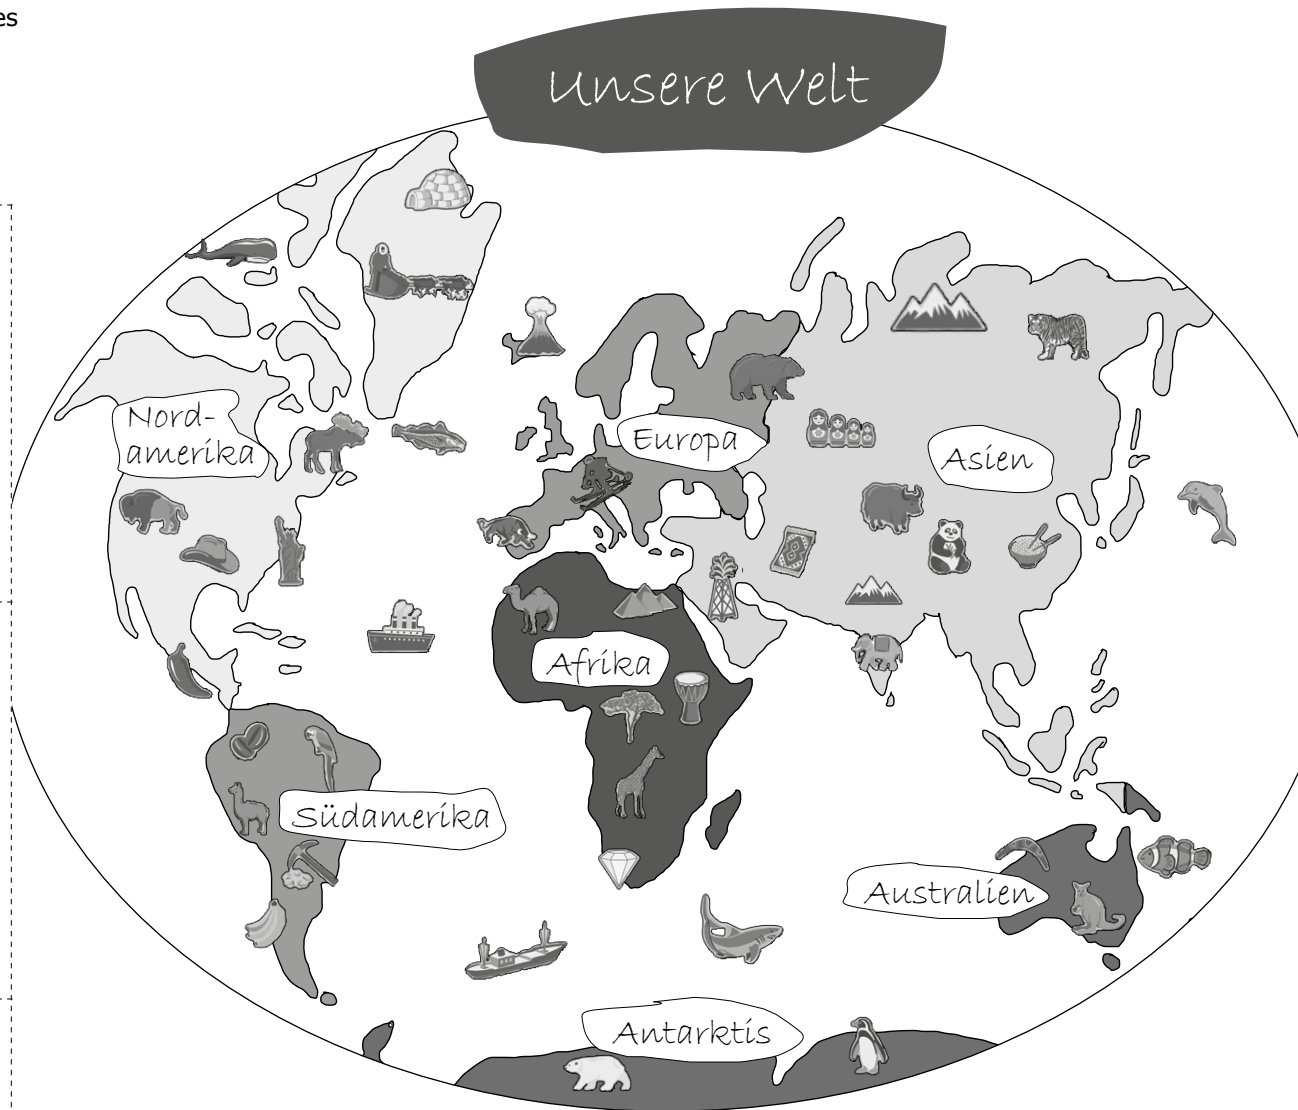 es
Unsere Welt
Nord-
amerika
Europa
Asien
Afrika
Südamerika
Australien
Antarktis